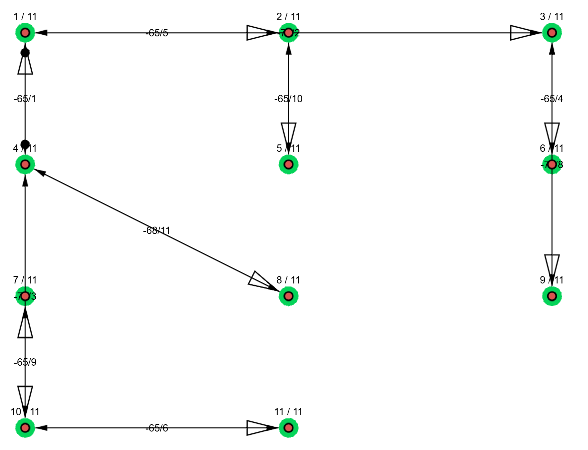 1 / 11
2 / 11
3 / 11
-65/5
-65/1
-65/10
-65/4
4 / 11
5 / 11
6 / 11
-68/11
7 / 11
8 / 11
9 / 11
-65/9
10 / 11
11 / 11
-65/6